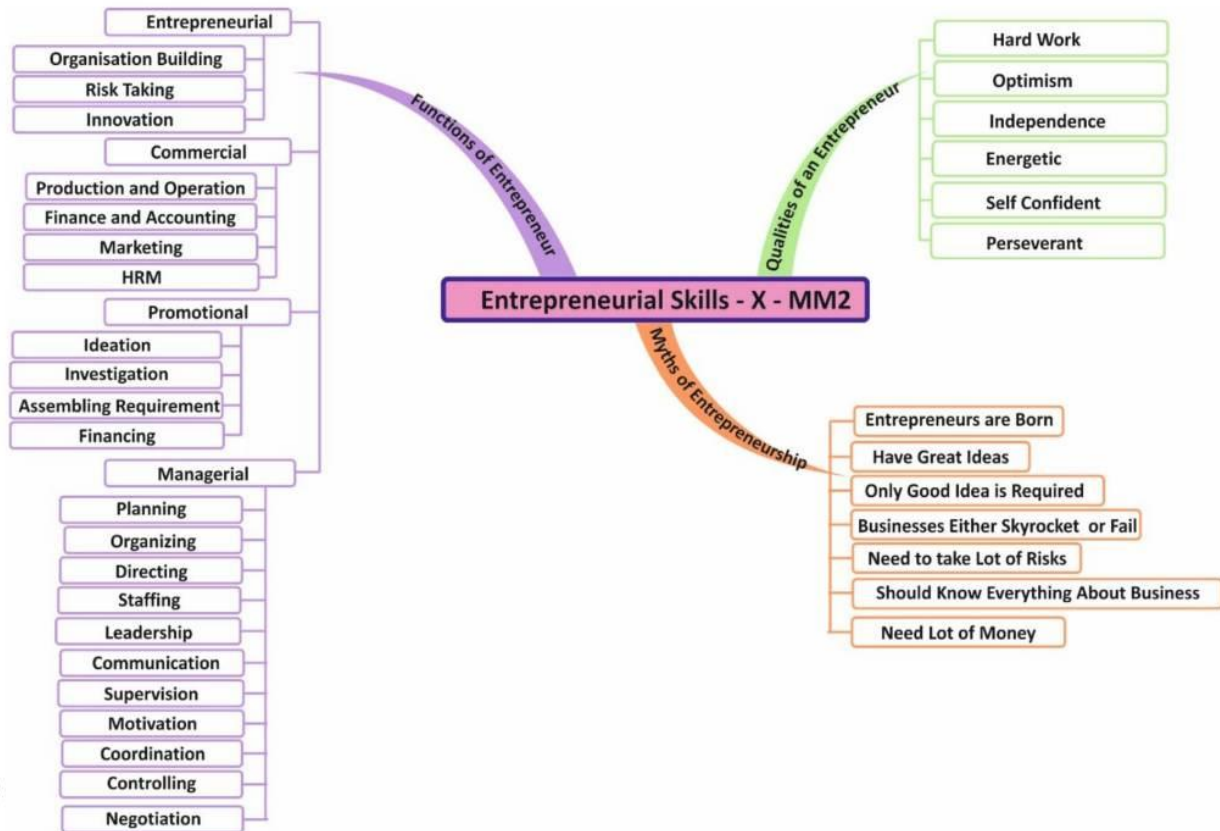 Entrepreneurial
Organisation Building
Risk Taking
Innovation
Commercial
Production and Operation
Finance and Accounting
Marketing
HRM
Promotional
Ideation
Investigation
Assembling Requirement
Financing
Managerial
Planning
Organizing
Directing
Staffing
Leadership
Communication
Supervision
Motivation
Coordination
Controlling
Negotiation
Functions of Entrepreneur
Entrepreneurial Skills - X - MM2
Qualities of an Entrepreneur
Hard Work
Optimism
Independence
Energetic
Self Confident
Perseverant
Myths of Entrepreneurship
Entrepreneurs are Born
Have Great Ideas
Only Good Idea is Required
Businesses Either Skyrocket or Fail
Need to take Lot of Risks
Should Know Everything About Business
Need Lot of Money